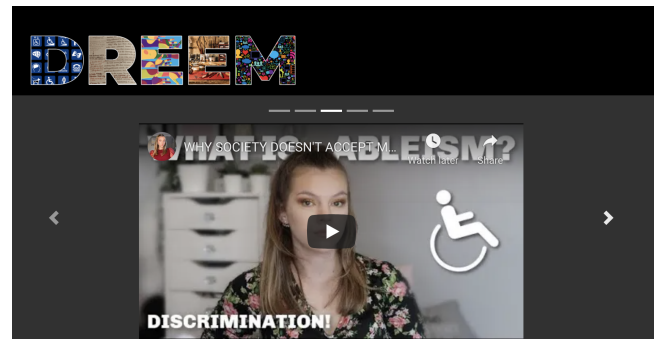 DREEM
WHAT IS ABLEISM?
WHY SOCIETY DOESN'T ACCEPT M...
Watch later
Share
DISCRIMINATION!